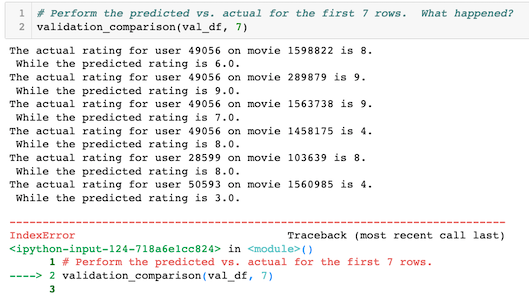 1 # Perform the predicted vs. actual for the first 7 rows.  What happened?
2 validation_comparison(val_df, 7)
The actual rating for user 49056 on movie 1598822 is 8.
 While the predicted rating is 6.0.
The actual rating for user 49056 on movie 289879 is 9.
 While the predicted rating is 9.0.
The actual rating for user 49056 on movie 1563738 is 9.
 While the predicted rating is 7.0.
The actual rating for user 49056 on movie 1458175 is 4.
 While the predicted rating is 8.0.
The actual rating for user 28599 on movie 103639 is 8.
 While the predicted rating is 8.0.
The actual rating for user 50593 on movie 1560985 is 4.
 While the predicted rating is 3.0.
---------------------------------------------------------------------------
IndexError                                Traceback (most recent call last)
<ipython-input-124-718a6e1cc824> in <module>()
      1 # Perform the predicted vs. actual for the first 7 rows.
----> 2 validation_comparison(val_df, 7)
      3